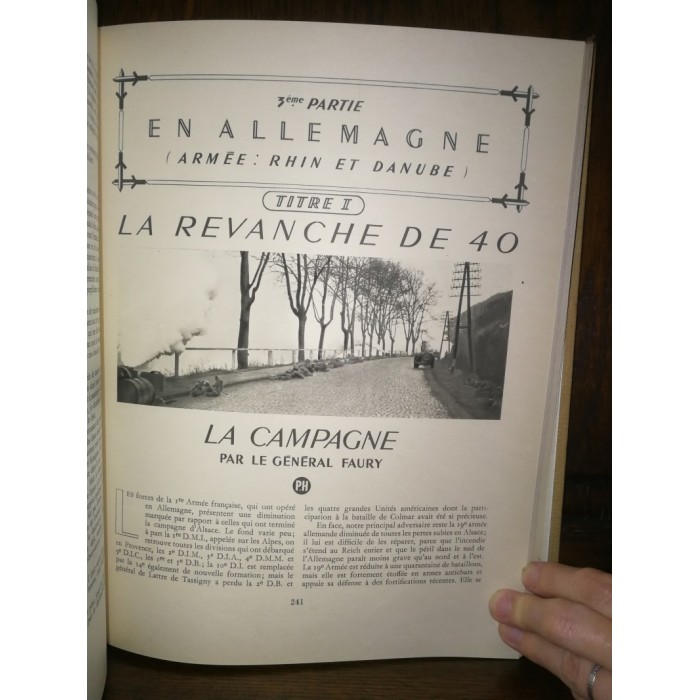 3ème PARTIE
EN ALLEMAGNE
( ARMÉE : RHIN ET DANUBE )
TITRE I
LA REVANCHE DE 40
LA CAMPAGNE
PAR LE GÉNÉRAL FAURY
PH
LES forces de la 1re Armée française, qui ont opéré
en Allemagne, présentent une diminution
marquée par rapport à celles qui ont terminé
la campagne d'Alsace. Le fond varie peu ;
à part la 1re D.M.I., appelée sur les Alpes, on
retrouve toutes les divisions qui ont débarqué
en Provence, les 2e D.I.M., 3e D.I.A., 4e D.M.M. et
9e D.I.C., les 1re et 5e D.B. ; la 10e D.I. est remplacée
par la 14e également de nouvelle formation ; mais le
général de Lattre de Tassigny a perdu la 2e D.B. et
les quatre grandes Unités américaines dont la parti-
cipation à la bataille de Colmar avait été si précieuse.
En face, notre principal adversaire reste la 19e armée
allemande diminuée de toutes les pertes subies en Alsace ;
il lui est difficile de les réparer, parce que l'incendie
s'étend au Reich entier et que le péril dans le sud de
l'Allemagne paraît moins grave qu'au nord et à l'est.
La 19e Armée est réduite à une quarantaine de bataillons,
mais elle est fortement étoffée en armes antichars et
appuie sa défense à des fortifications récentes. Elle se
241